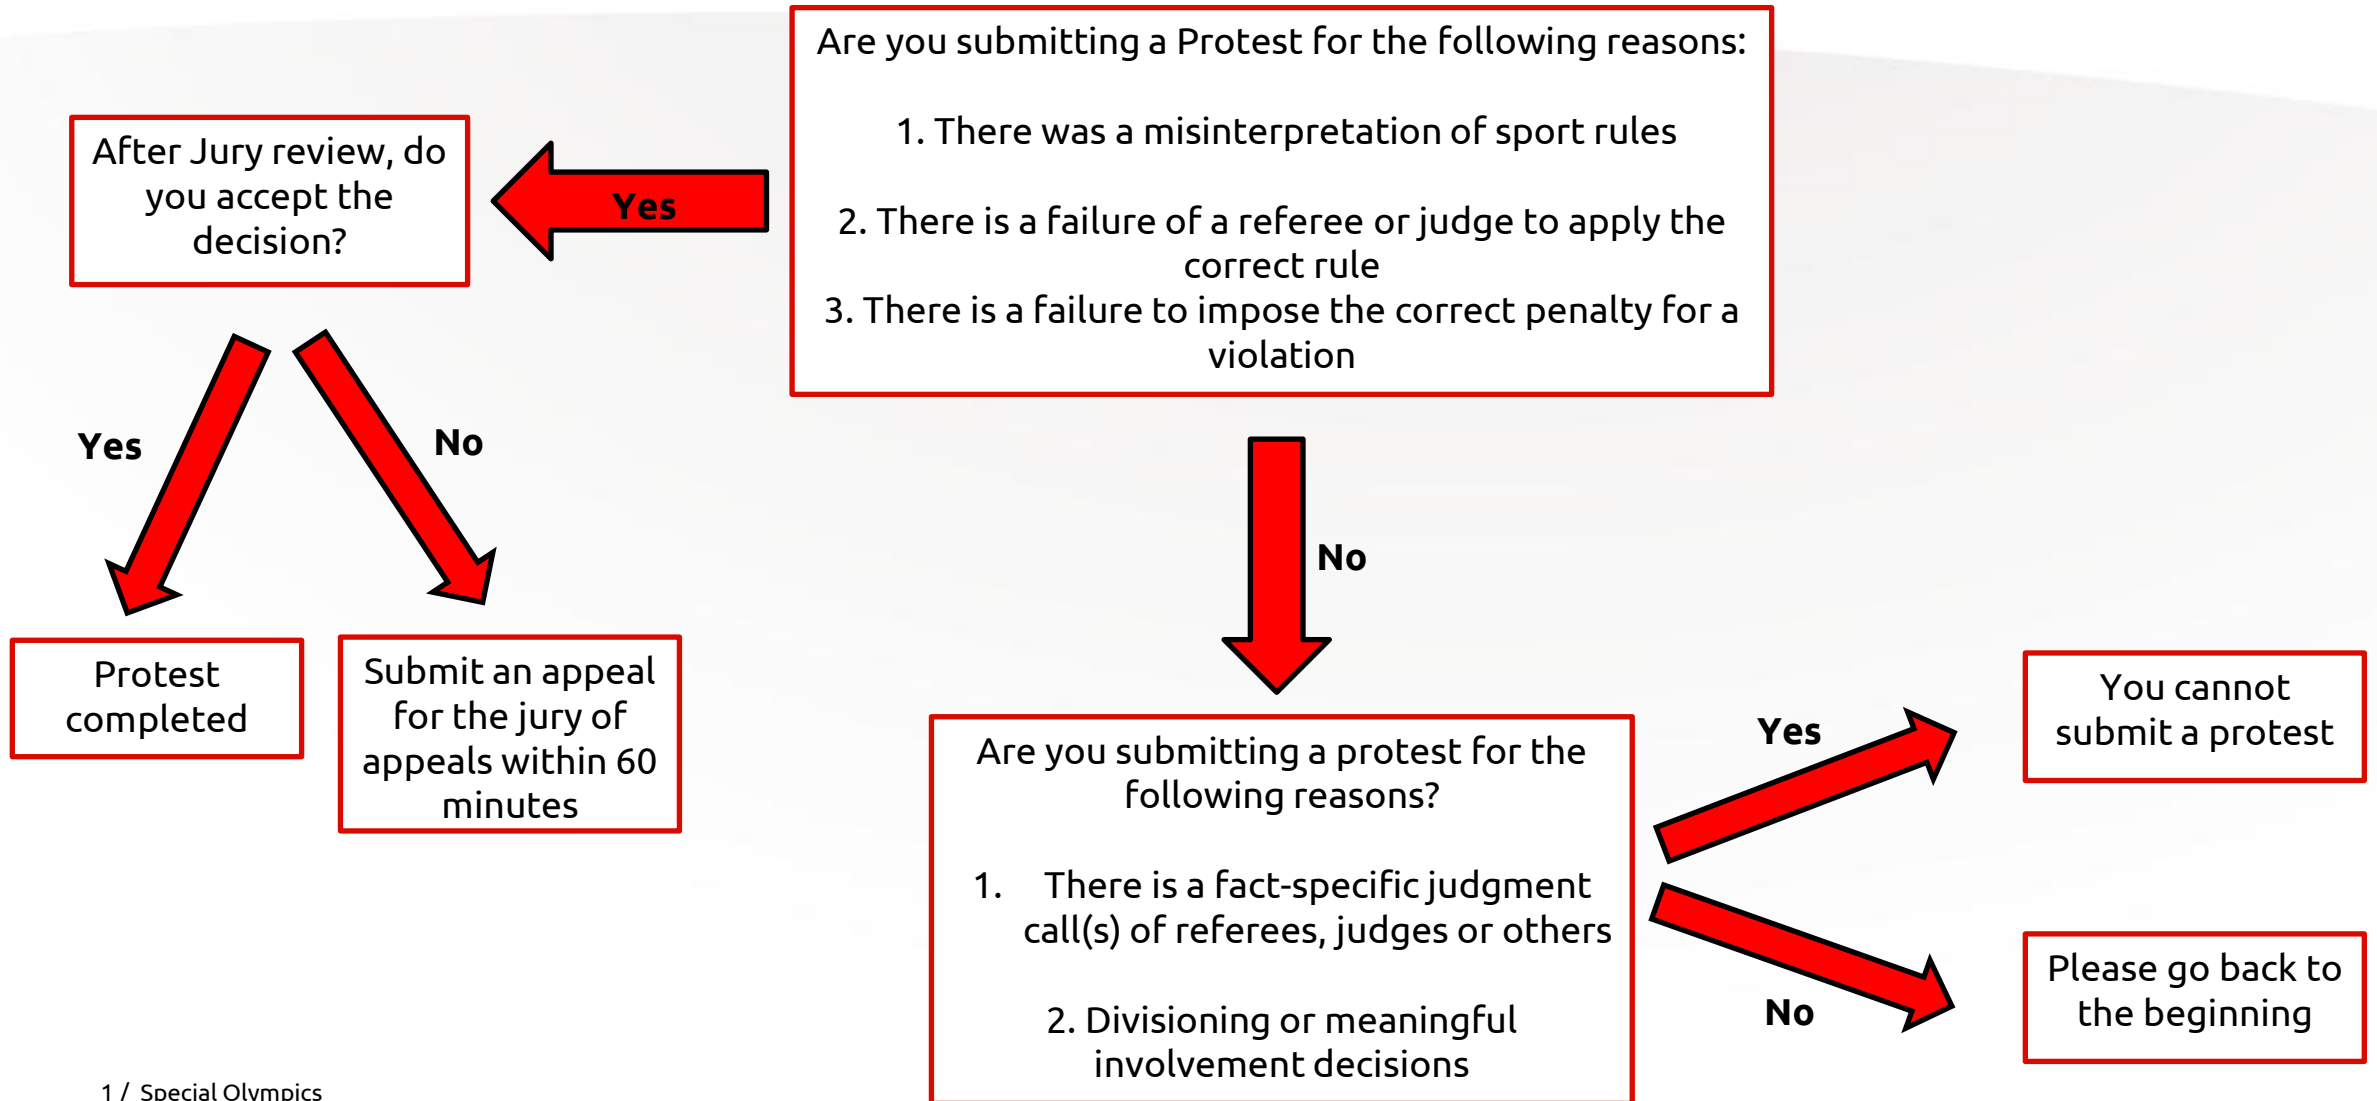 Are you submitting a Protest for the following reasons:
1. There was a misinterpretation of sport rules
2. There is a failure of a referee or judge to apply the
correct rule
3. There is a failure to impose the correct penalty for a
violation
Yes
After Jury review, do
you accept the
decision?
Yes
No
Protest
completed
Submit an appeal
for the jury of
appeals within 60
minutes
No
Are you submitting a protest for the
following reasons?
1. There is a fact-specific judgment
call(s) of referees, judges or others
2. Divisioning or meaningful
involvement decisions
Yes
You cannot
submit a protest
No
Please go back to
the beginning
1 / Special Olympics